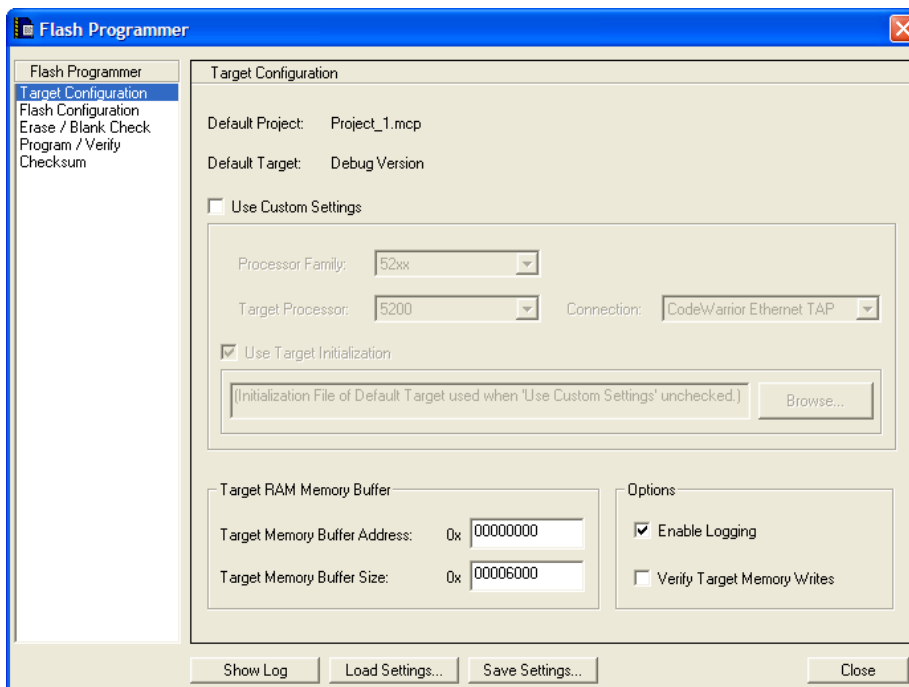 Flash Programmer
Flash Programmer
Target Configuration
Flash Configuration
Erase / Blank Check
Program / Verify
Checksum
Target Configuration
Default Project: Project_1.mcp
Default Target: Debug Version
Use Custom Settings
Processor Family: 52xx
Target Processor: 5200 Connection: CodeWarrior Ethernet TAP
Use Target Initialization
(Initialization File of Default Target used when 'Use Custom Settings' unchecked.) Browse...
Target RAM Memory Buffer
Target Memory Buffer Address: 0x 00000000
Target Memory Buffer Size: 0x 00006000
Options
Enable Logging
Verify Target Memory Writes
Show Log Load Settings... Save Settings... Close